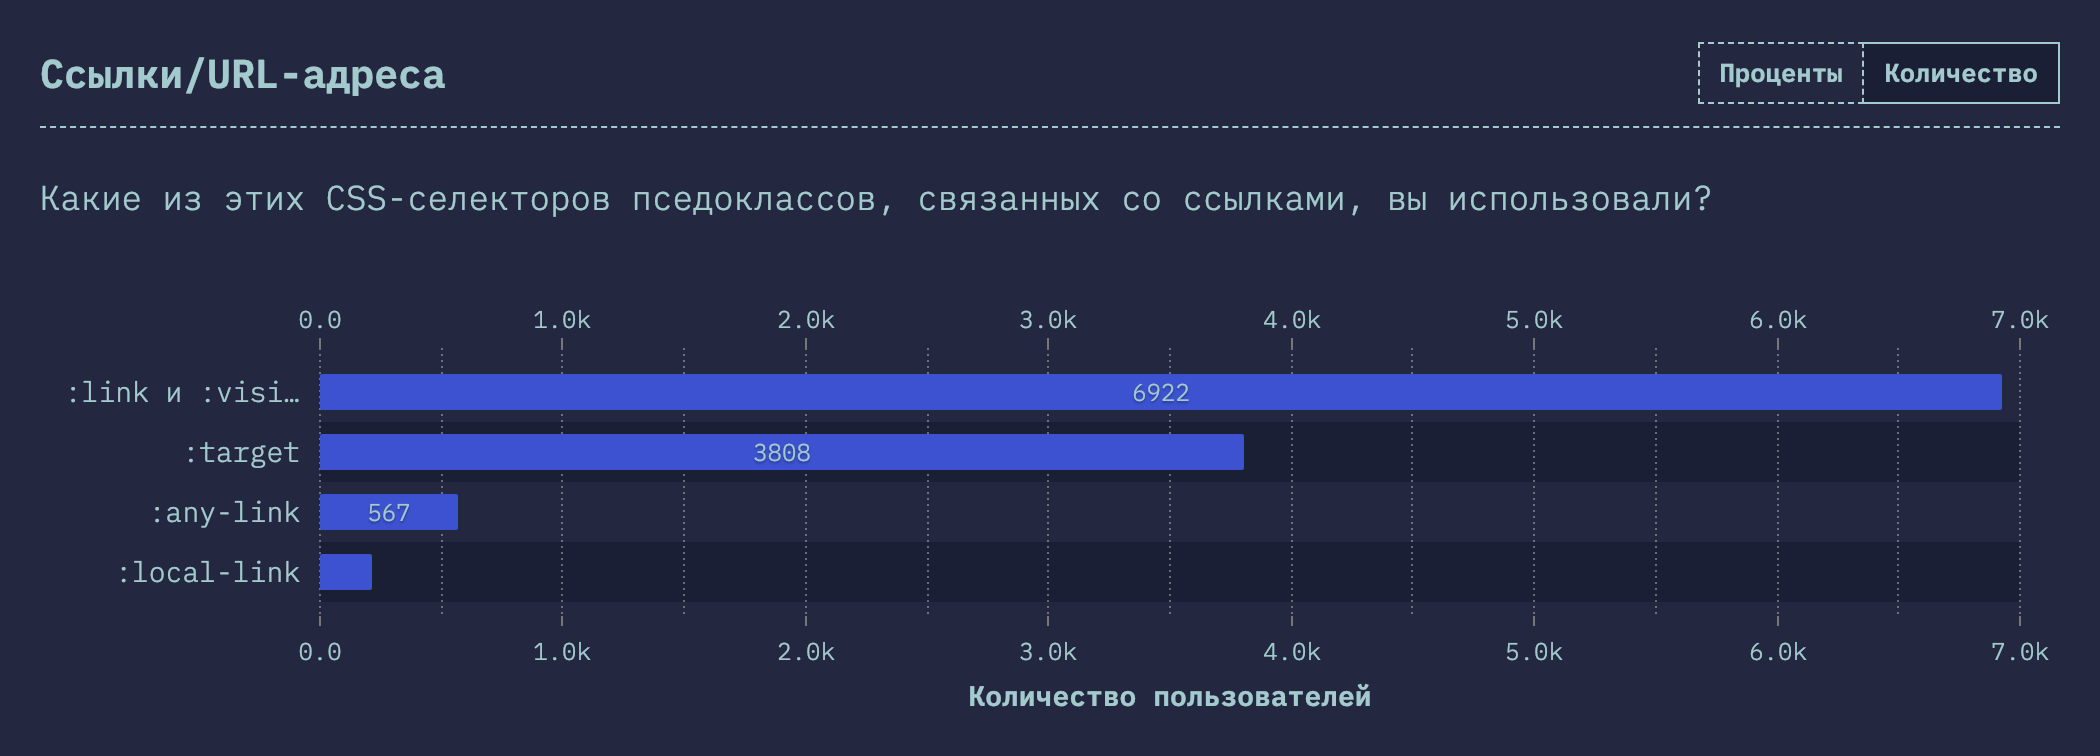 Ссылки/URL-адреса
Проценты Количество
Какие из этих CSS-селекторов пседоклассов, связанных со ссылками, вы использовали?
0.0 1.0k 2.0k 3.0k 4.0k 5.0k 6.0k 7.0k
:link и :visi… 6922
:target 3808
:any-link 567
:local-link
0.0 1.0k 2.0k 3.0k 4.0k 5.0k 6.0k 7.0k
Количество пользователей